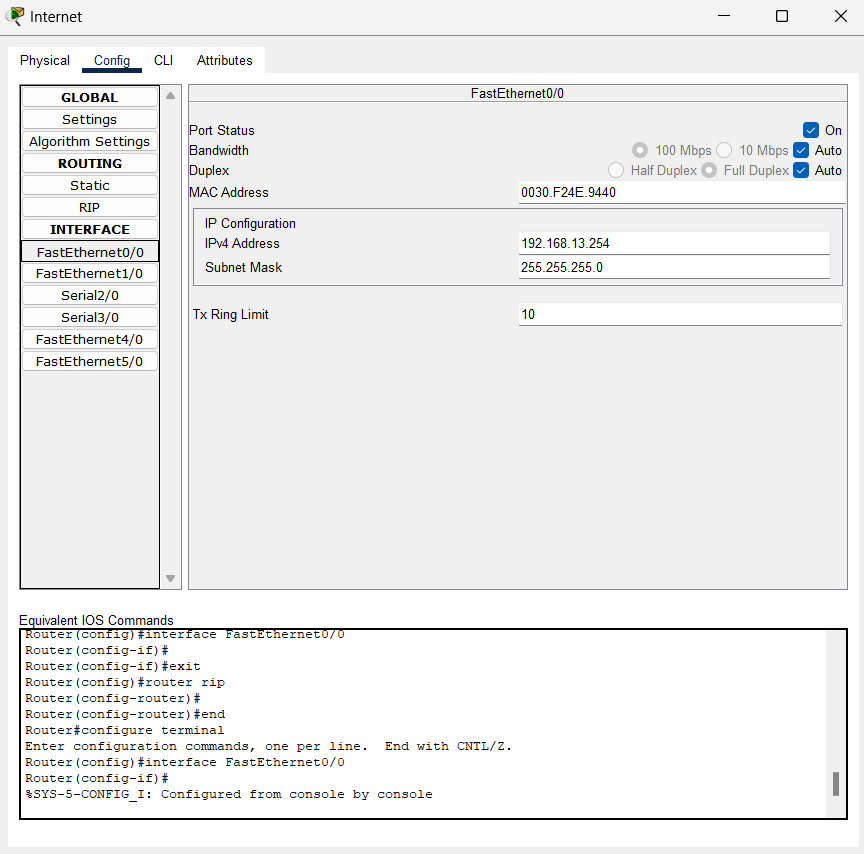 Internet
Physical Config CLI Attributes
GLOBAL
Settings
Algorithm Settings
ROUTING
Static
RIP
INTERFACE
FastEthernet0/0
FastEthernet1/0
Serial2/0
Serial3/0
FastEthernet4/0
FastEthernet5/0
FastEthernet0/0
Port Status On
Bandwidth 100 Mbps 10 Mbps Auto
Duplex Half Duplex Full Duplex Auto
MAC Address 0030.F24E.9440
IP Configuration
IPv4 Address 192.168.13.254
Subnet Mask 255.255.255.0
Tx Ring Limit 10
Equivalent IOS Commands
Router(config)#interface FastEthernet0/0
Router(config-if)#
Router(config-if)#exit
Router(config)#router rip
Router(config-router)#
Router(config-router)#end
Router#configure terminal
Enter configuration commands, one per line.  End with CNTL/Z.
Router(config)#interface FastEthernet0/0
Router(config-if)#
%SYS-5-CONFIG_I: Configured from console by console